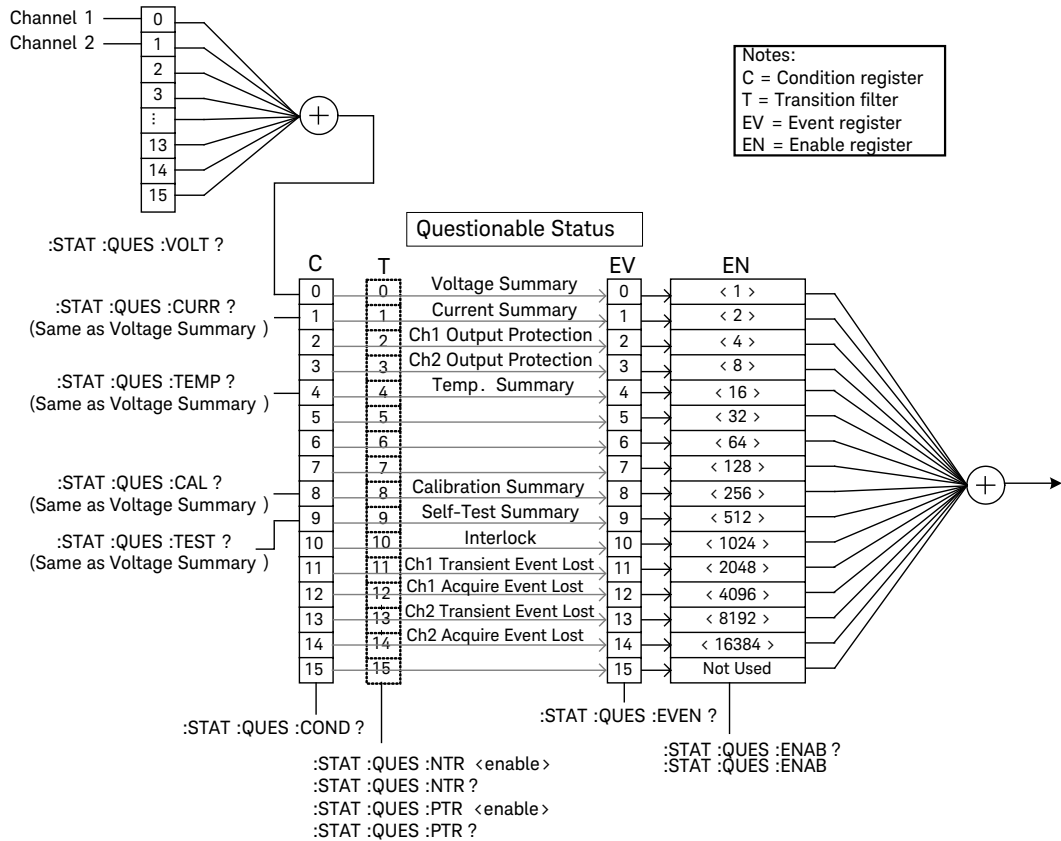 Channel 1
Channel 2
0
1
2
3
⋮
13
14
15
+
:STAT :QUES :VOLT ?
Notes:
C = Condition register
T = Transition filter
EV = Event register
EN = Enable register
Questionable Status
C T EV EN
0 0 Voltage Summary 0 < 1 >
:STAT :QUES :CURR ?
(Same as Voltage Summary )
1 1 Current Summary 1 < 2 >
2 2 Ch1 Output Protection 2 < 4 >
3 3 Ch2 Output Protection 3 < 8 >
:STAT :QUES :TEMP ?
(Same as Voltage Summary )
4 4 Temp. Summary 4 < 16 >
5 5 5 < 32 >
6 6 6 < 64 >
7 7 7 < 128 >
:STAT :QUES :CAL ?
(Same as Voltage Summary )
8 8 Calibration Summary 8 < 256 >
+
9 9 Self-Test Summary 9 < 512 >
:STAT :QUES :TEST ?
(Same as Voltage Summary )
10 10 Interlock 10 < 1024 >
11 11 Ch1 Transient Event Lost 11 < 2048 >
12 12 Ch1 Acquire Event Lost 12 < 4096 >
13 13 Ch2 Transient Event Lost 13 < 8192 >
14 14 Ch2 Acquire Event Lost 14 < 16384 >
15 15 15 Not Used
:STAT :QUES :COND ?
:STAT :QUES :EVEN ?
:STAT :QUES :NTR <enable>
:STAT :QUES :NTR ?
:STAT :QUES :PTR <enable>
:STAT :QUES :PTR ?
:STAT :QUES :ENAB ?
:STAT :QUES :ENAB